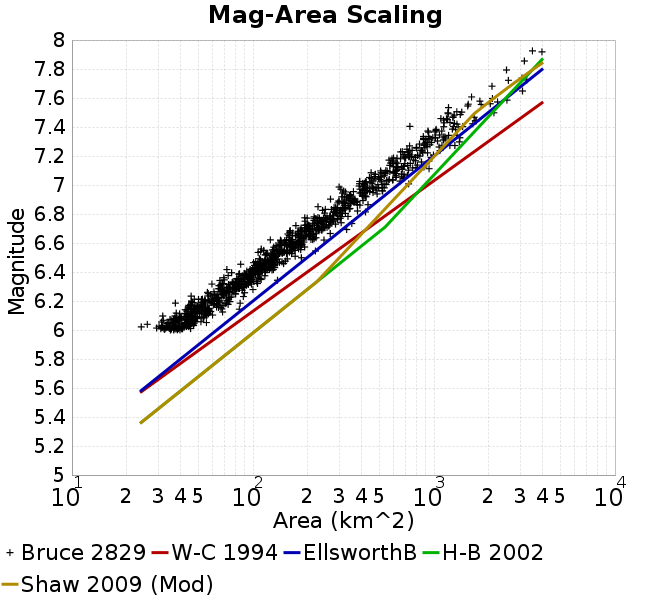 Mag-Area Scaling
8
7.8
7.6
7.4
7.2
7
6.8
6.6
6.4
6.2
6
5.8
5.6
5.4
5.2
5
Magnitude
10^1 2 3 4 5 10^2 2 3 4 5 10^3 2 3 4 5 10^4
Area (km^2)
+ Bruce 2829 W-C 1994 EllsworthB H-B 2002
Shaw 2009 (Mod)